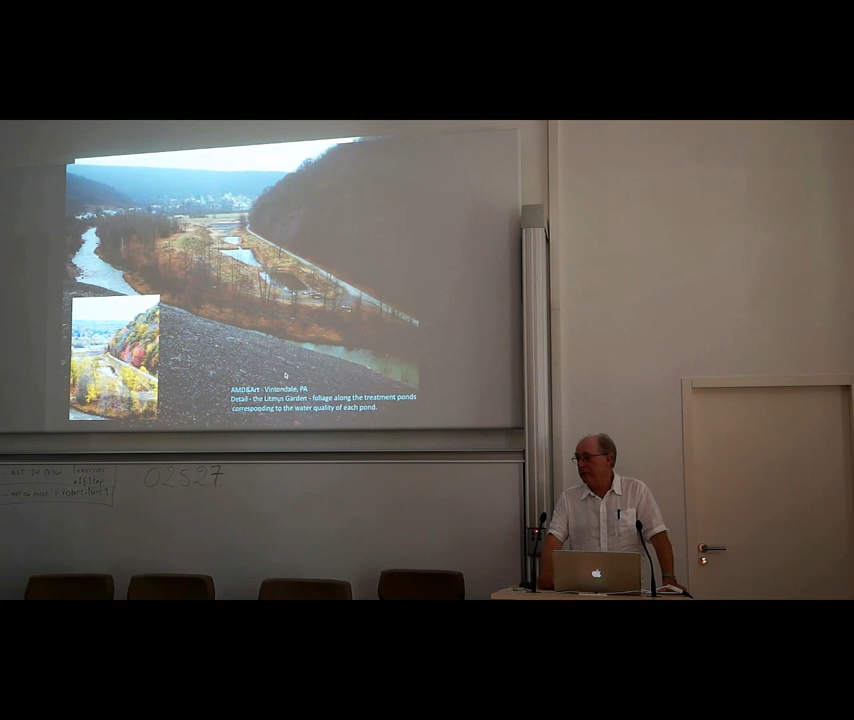 AMD&Art - Vintondale, PA
Detail - the Litmus Garden - foliage along the treatment ponds
corresponding to the water quality of each pond.
02527